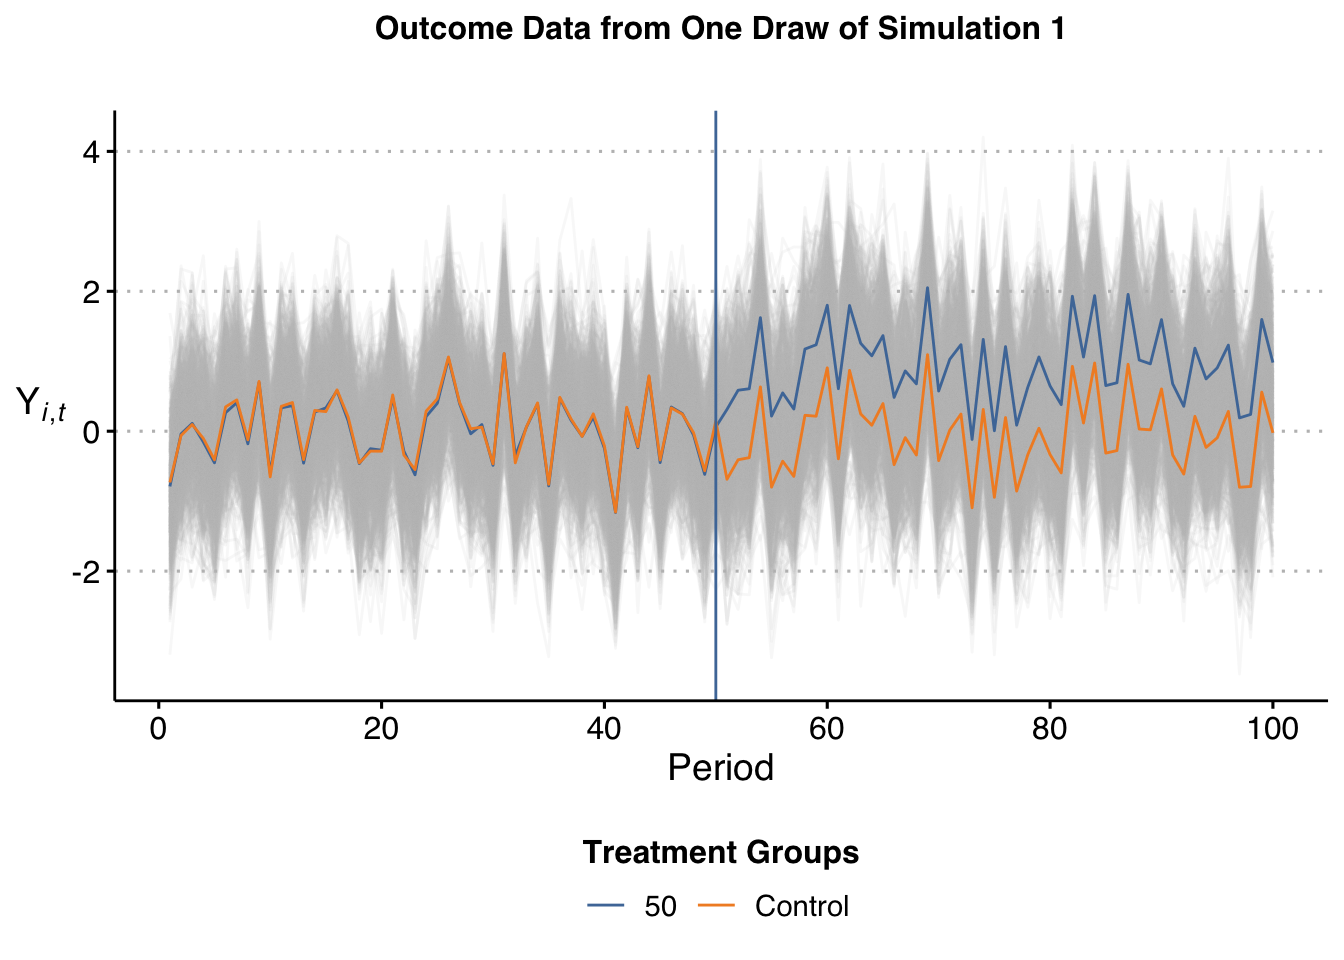 Outcome Data from One Draw of Simulation 1
4
2
0
-2
Y i,t
0 20 40 60 80 100
Period
Treatment Groups
50 Control